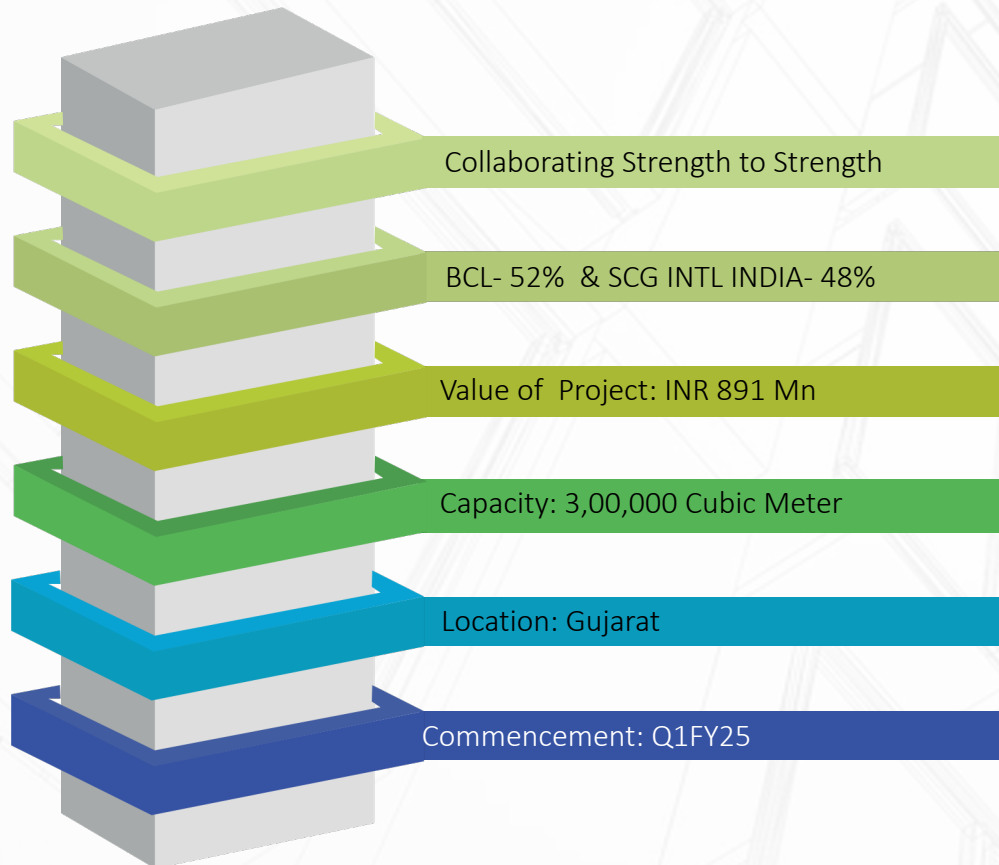 Collaborating Strength to Strength
BCL- 52% & SCG INTL INDIA- 48%
Value of Project: INR 891 Mn
Capacity: 3,00,000 Cubic Meter
Location: Gujarat
Commencement: Q1FY25